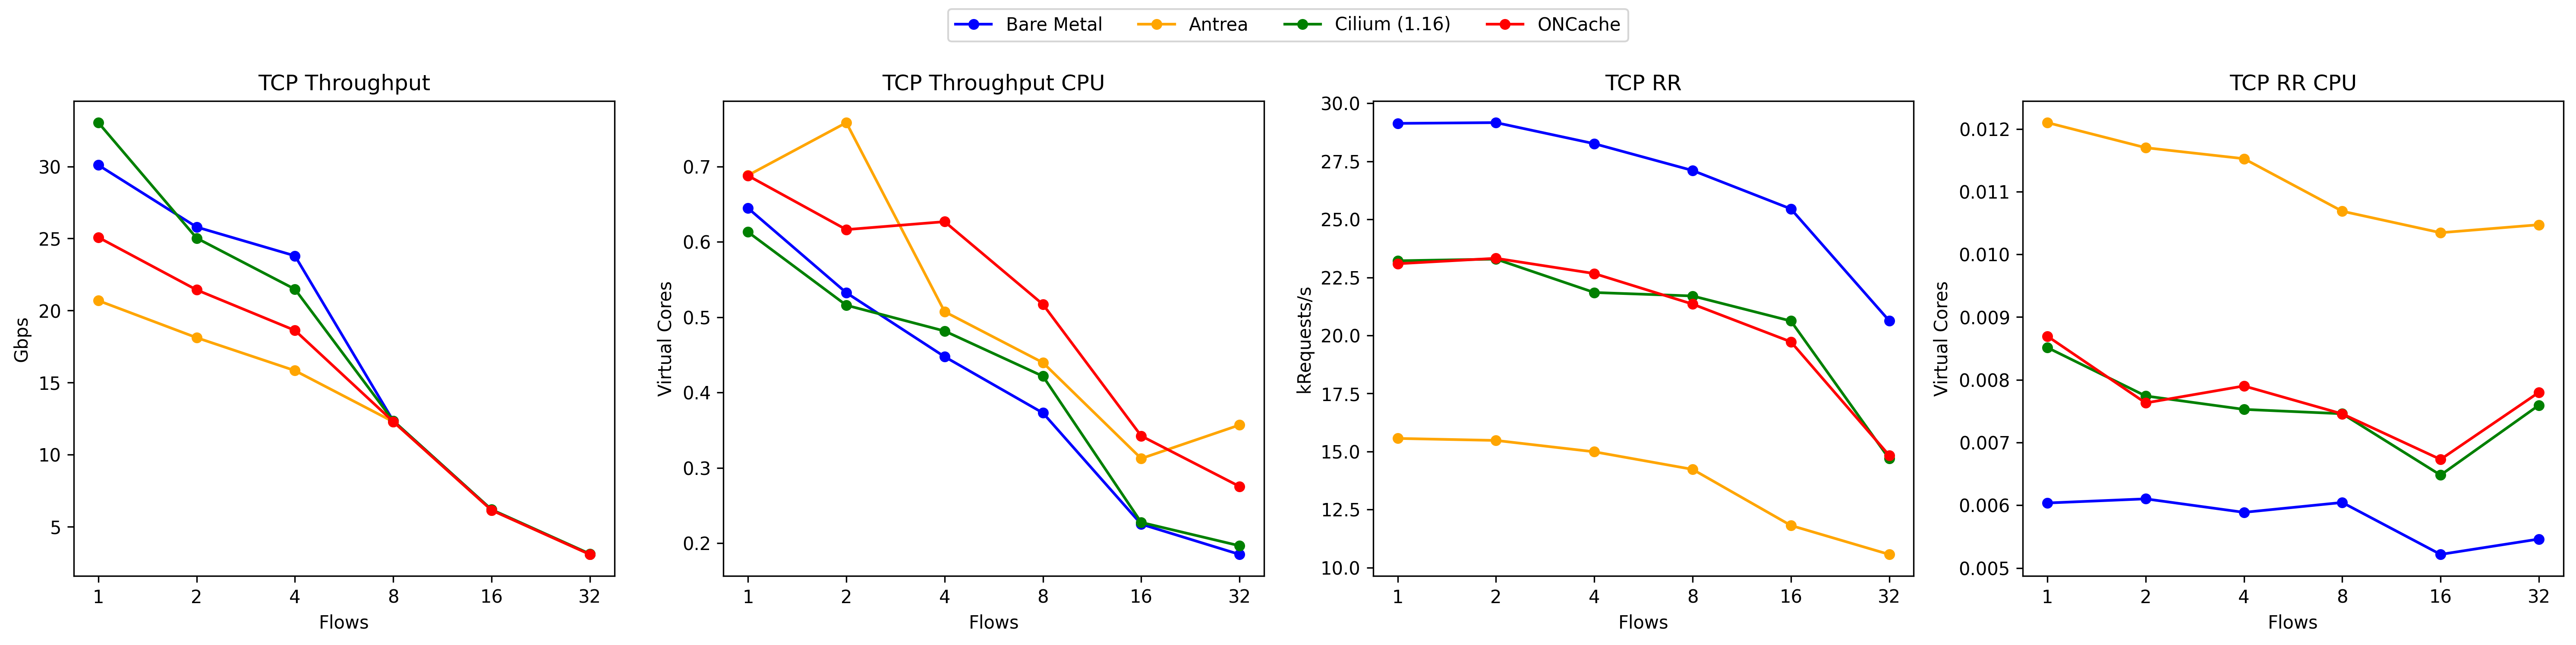 Bare Metal Antrea Cilium (1.16) ONCache
TCP Throughput
Gbps
30
25
20
15
10
5
1 2 4 8 16 32
Flows
TCP Throughput CPU
Virtual Cores
0.7
0.6
0.5
0.4
0.3
0.2
1 2 4 8 16 32
Flows
TCP RR
kRequests/s
30.0
27.5
25.0
22.5
20.0
17.5
15.0
12.5
10.0
1 2 4 8 16 32
Flows
TCP RR CPU
Virtual Cores
0.012
0.011
0.010
0.009
0.008
0.007
0.006
0.005
1 2 4 8 16 32
Flows